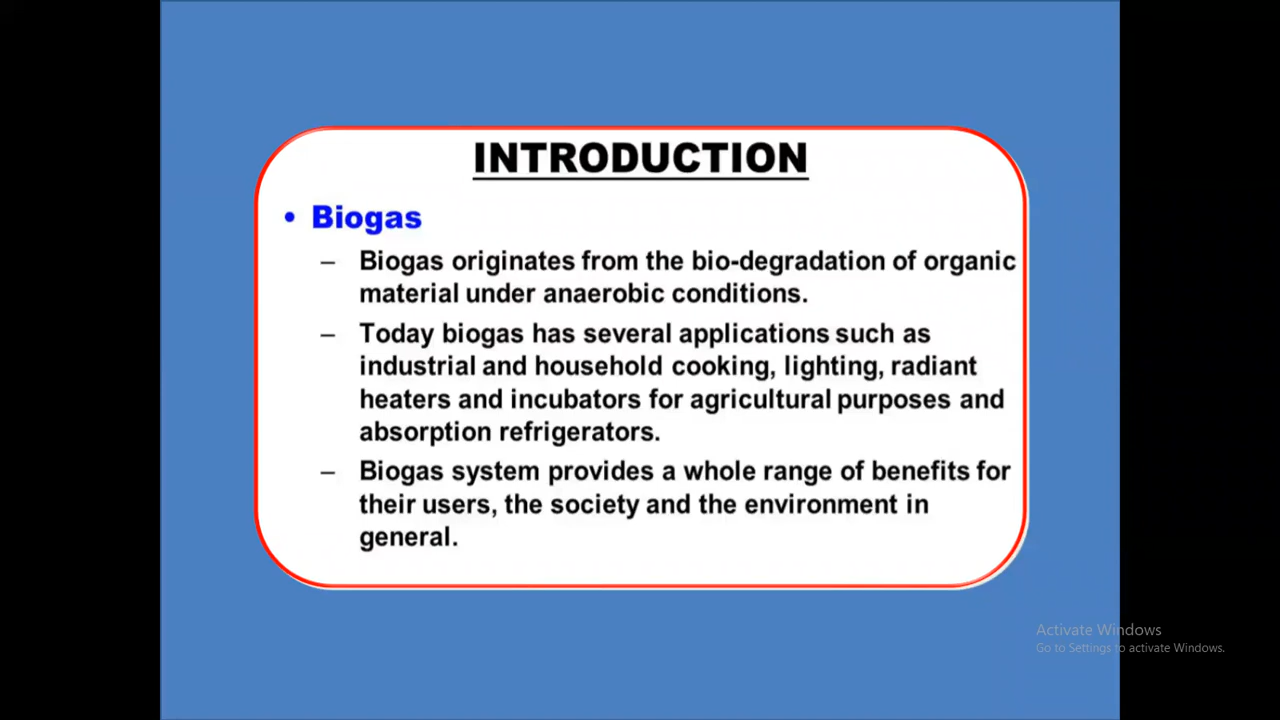 INTRODUCTION
• Biogas
– Biogas originates from the bio-degradation of organic
material under anaerobic conditions.
– Today biogas has several applications such as
industrial and household cooking, lighting, radiant
heaters and incubators for agricultural purposes and
absorption refrigerators.
– Biogas system provides a whole range of benefits for
their users, the society and the environment in
general.
Activate Windows
Go to Settings to activate Windows.